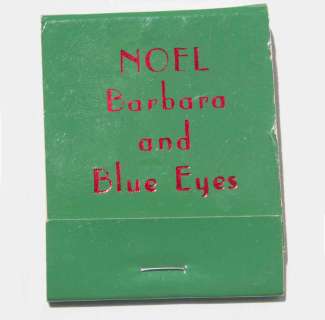 NOEL
Barbara
and
Blue Eyes